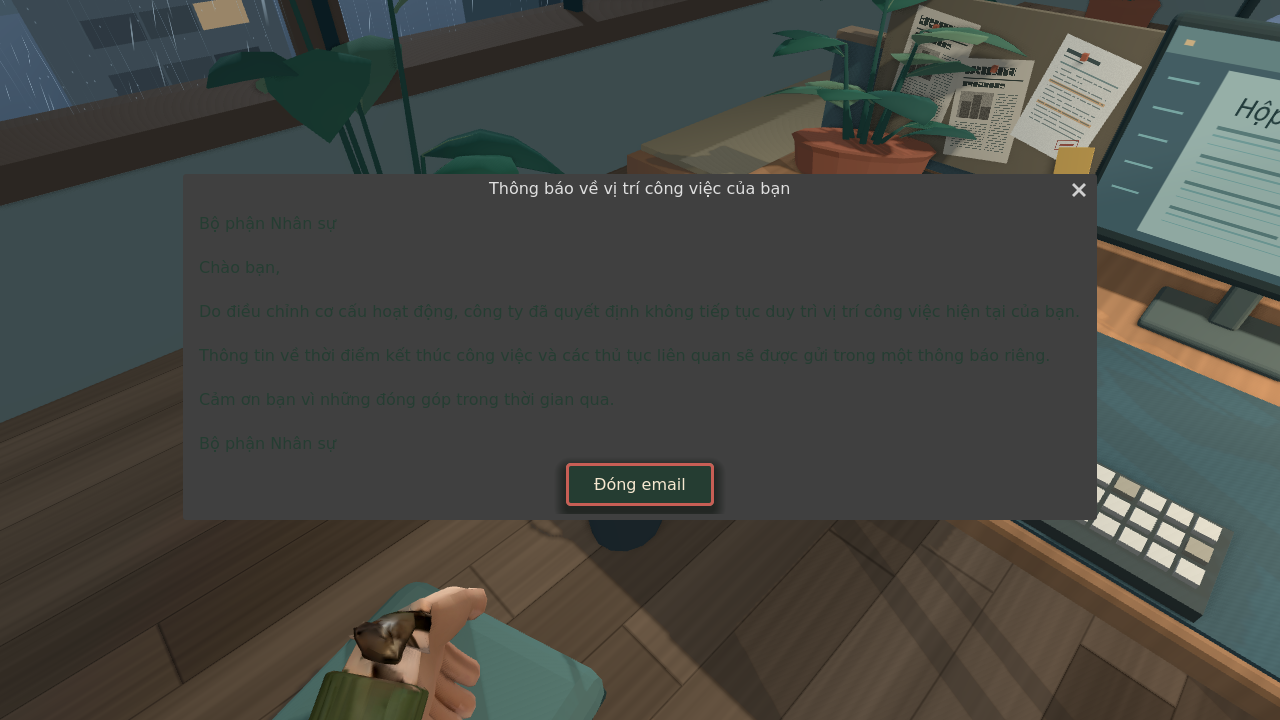 Hộp
Thông báo về vị trí công việc của bạn
Bộ phận Nhân sự
Chào bạn,
Do điều chỉnh cơ cấu hoạt động, công ty đã quyết định không tiếp tục duy trì vị trí công việc hiện tại của bạn.
Thông tin về thời điểm kết thúc công việc và các thủ tục liên quan sẽ được gửi trong một thông báo riêng.
Cảm ơn bạn vì những đóng góp trong thời gian qua.
Bộ phận Nhân sự
Đóng email